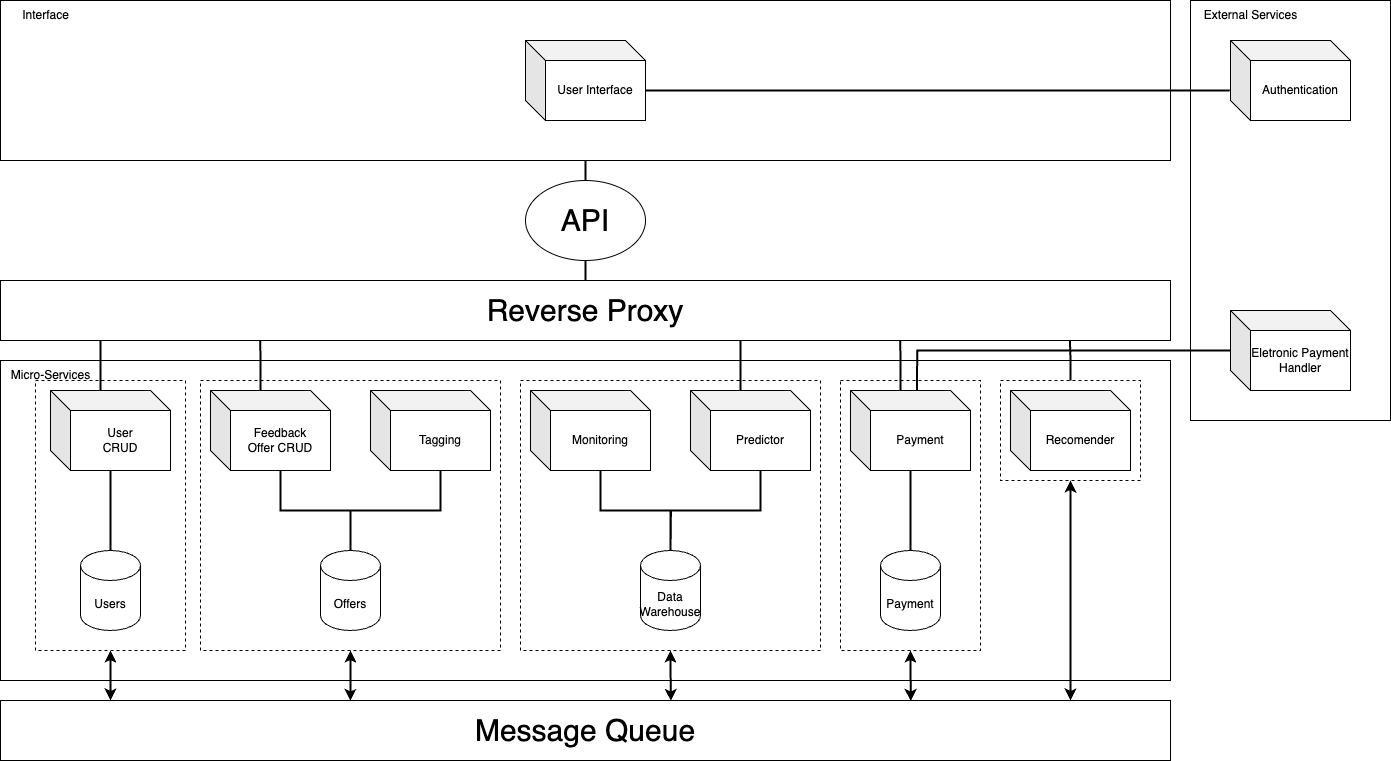 Interface
External Services
User Interface
Authentication
API
Reverse Proxy
Eletronic Payment
Handler
Micro-Services
User
CRUD
Feedback
Offer CRUD
Tagging
Monitoring
Predictor
Payment
Recomender
Users
Offers
Data
Warehouse
Payment
Message Queue